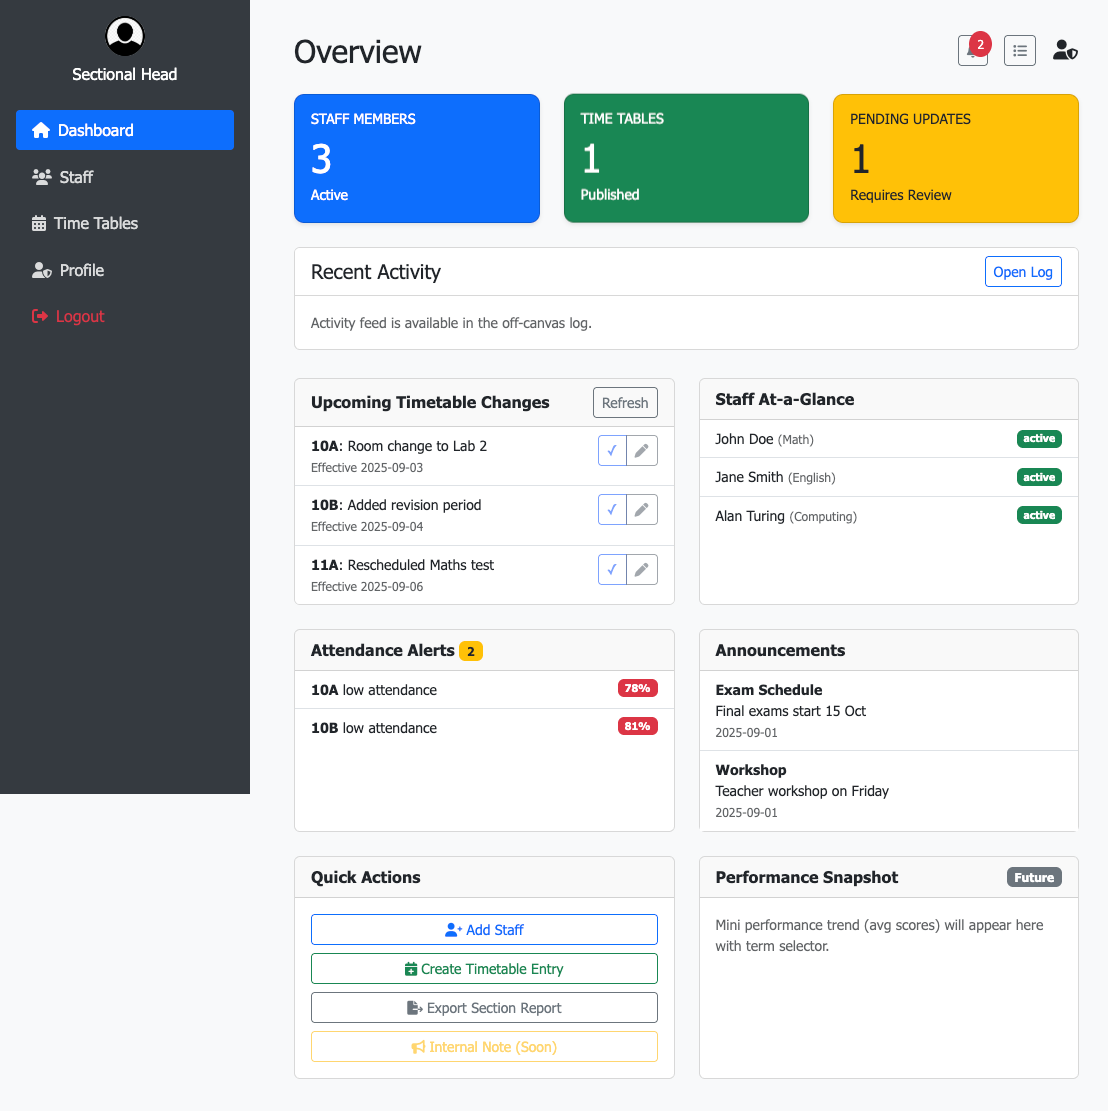 Sectional Head
Dashboard
Staff
Time Tables
Profile
Logout
Overview
2
STAFF MEMBERS
3
Active
TIME TABLES
1
Published
PENDING UPDATES
1
Requires Review
Recent Activity
Open Log
Activity feed is available in the off-canvas log.
Upcoming Timetable Changes
Refresh
10A: Room change to Lab 2
Effective 2025-09-03
10B: Added revision period
Effective 2025-09-04
11A: Rescheduled Maths test
Effective 2025-09-06
Staff At-a-Glance
John Doe (Math) active
Jane Smith (English) active
Alan Turing (Computing) active
Attendance Alerts 2
10A low attendance 78%
10B low attendance 81%
Announcements
Exam Schedule
Final exams start 15 Oct
2025-09-01
Workshop
Teacher workshop on Friday
2025-09-01
Quick Actions
Add Staff
Create Timetable Entry
Export Section Report
Internal Note (Soon)
Performance Snapshot Future
Mini performance trend (avg scores) will appear here
with term selector.